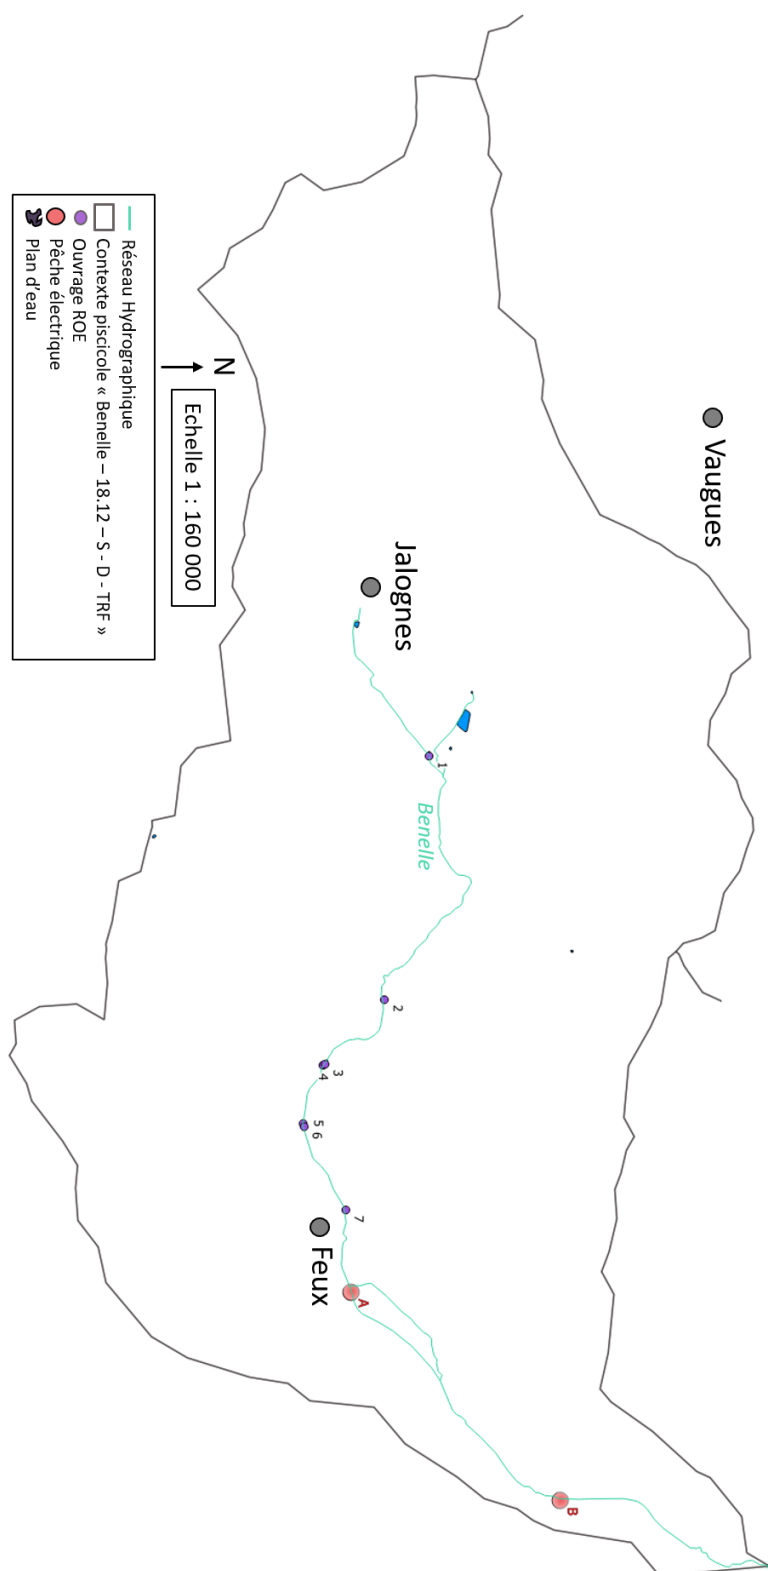 Vaugues
Jalognes
1
Benelle
2
3
4
5 6
7
Feux
A
B
N
Echelle 1 : 160 000
Réseau Hydrographique
Contexte piscicole « Benelle – 18.12 – S - D - TRF »
Ouvrage ROE
Pêche électrique
Plan d’eau